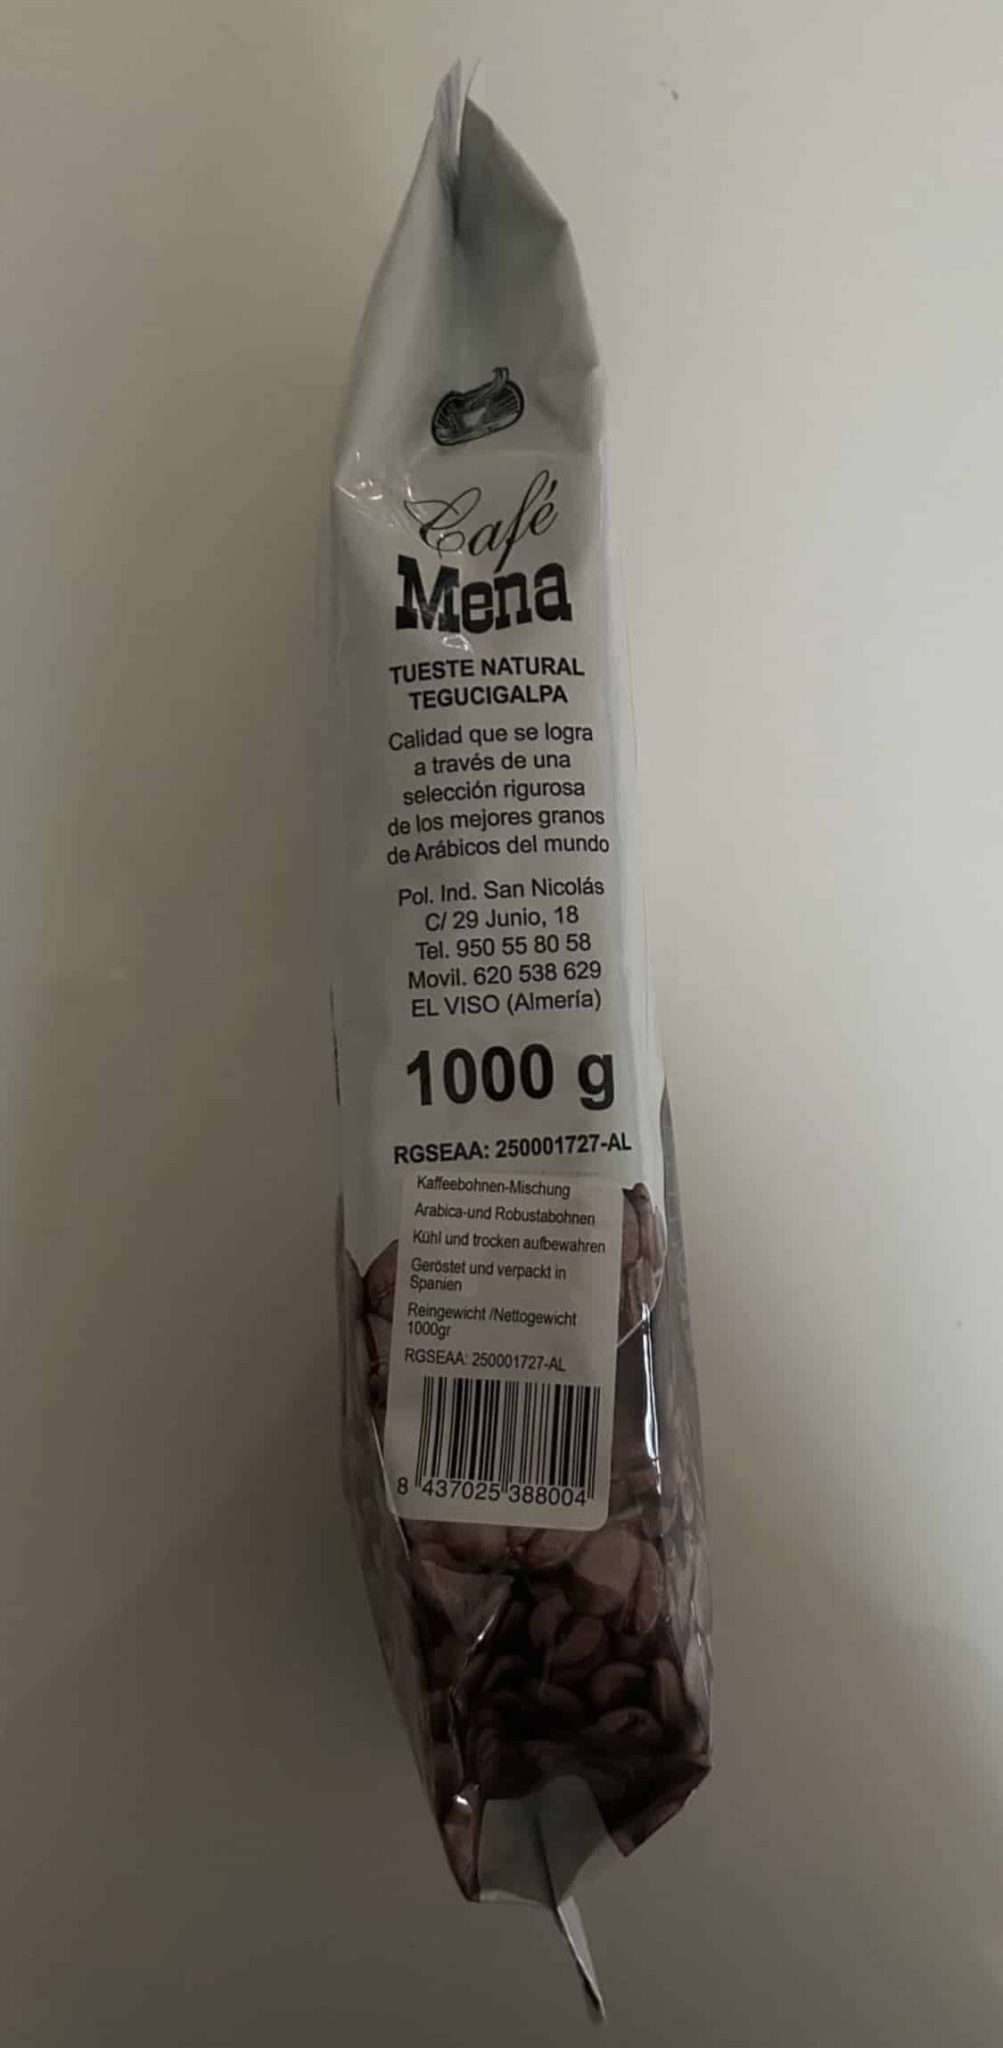 Café
Mena
TUESTE NATURAL
TEGUCIGALPA
Calidad que se logra
a través de una
selección rigurosa
de los mejores granos
de Arábicos del mundo
Pol. Ind. San Nicolás
C/ 29 Junio, 18
Tel. 950 55 80 58
Movil. 620 538 629
EL VISO (Almería)
1000 g
RGSEAA: 250001727-AL
Kaffeebohnen-Mischung
Arabica-und Robustabohnen
Kühl und trocken aufbewahren
Geröstet und verpackt in
Spanien
Reingewicht /Nettogewicht
1000gr
RGSEAA: 250001727-AL
8 437025 388004